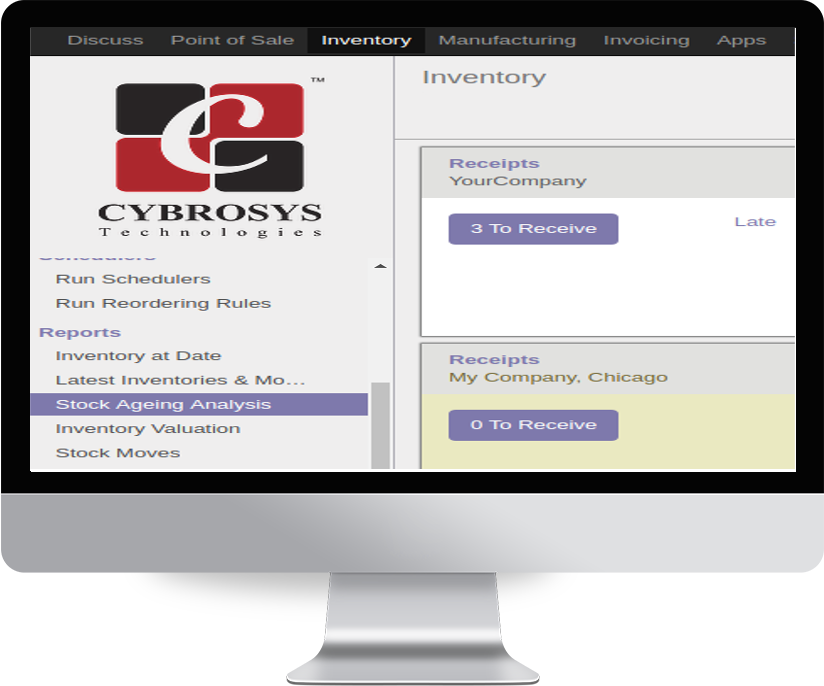 Discuss Point of Sale Inventory Manufacturing Invoicing Apps
™
CYBROSYS
Technologies
Schedulers
Run Schedulers
Run Reordering Rules
Reports
Inventory at Date
Latest Inventories & Mo...
Stock Ageing Analysis
Inventory Valuation
Stock Moves
Inventory
Receipts
YourCompany
3 To Receive
Late
Receipts
My Company, Chicago
0 To Receive